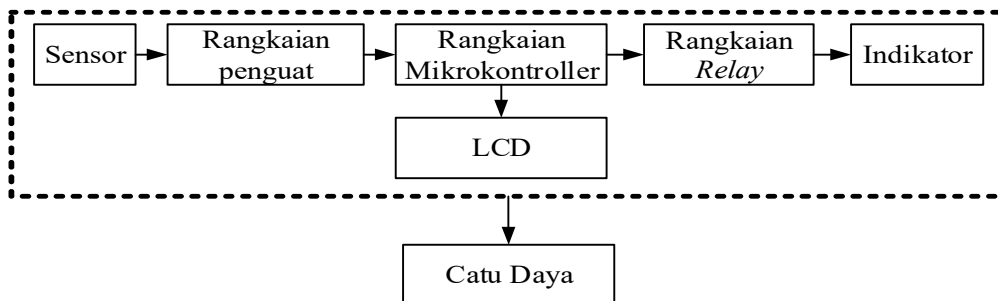 Sensor
Rangkaian
penguat
Rangkaian
Mikrokontroller
Rangkaian
Relay
Indikator
LCD
Catu Daya